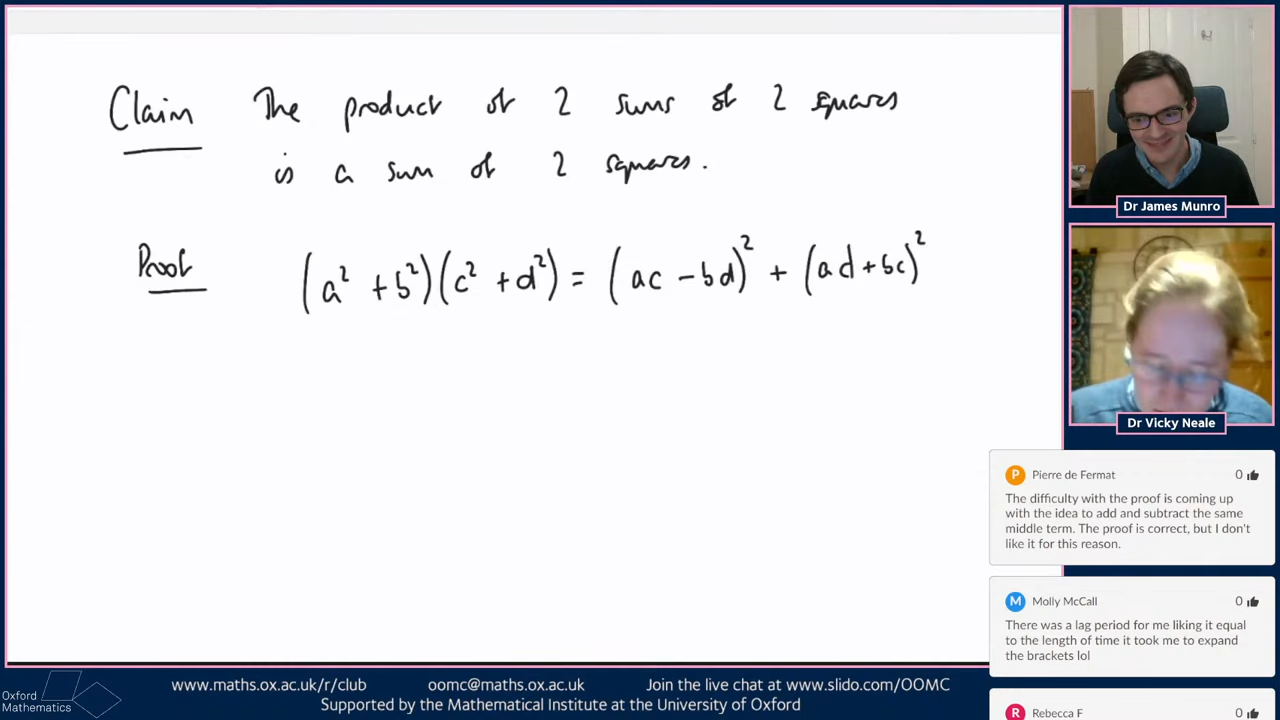 Claim The product of 2 sums of 2 squares
is a sum of 2 squares.
Proof (a² + b²)(c² + d²) = (ac - bd)² + (ad + bc)²
Dr James Munro
Dr Vicky Neale
P Pierre de Fermat 0
The difficulty with the proof is coming up
with the idea to add and subtract the same
middle term. The proof is correct, but I don't
like it for this reason.
M Molly McCall 0
There was a lag period for me liking it equal
to the length of time it took me to expand
the brackets lol
R Rebecca F 0
Oxford
Mathematics
www.maths.ox.ac.uk/r/club oomc@maths.ox.ac.uk Join the live chat at www.slido.com/OOMC
Supported by the Mathematical Institute at the University of Oxford